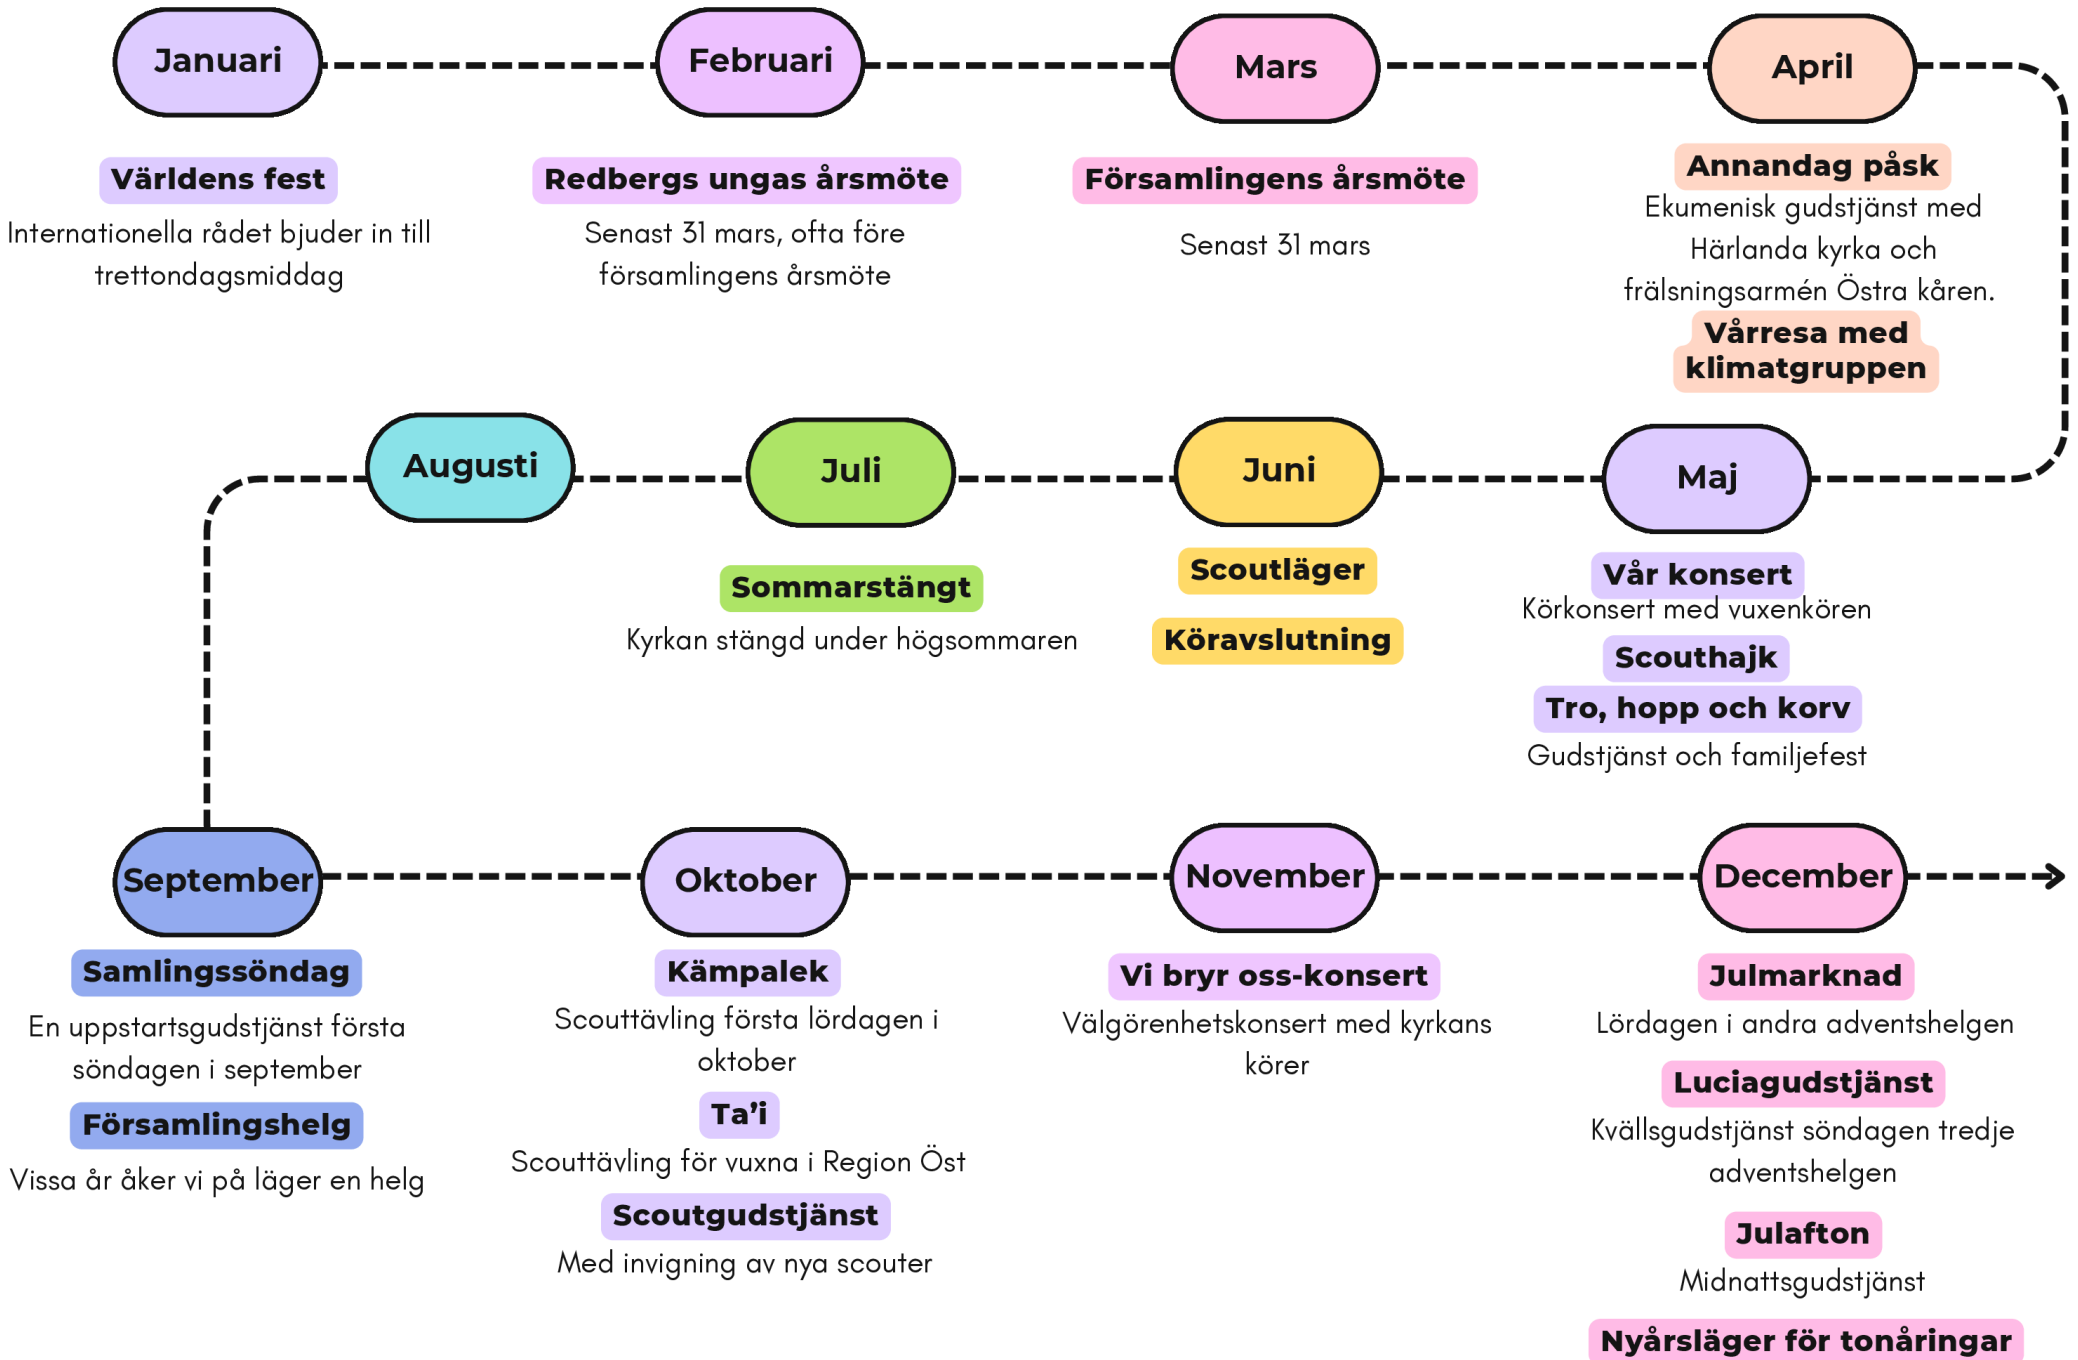 Januari
Världens fest
Internationella rådet bjuder in till
trettondagsmiddag
Februari
Redbergs ungas årsmöte
Senast 31 mars, ofta före
församlingens årsmöte
Mars
Församlingens årsmöte
Senast 31 mars
April
Annandag påsk
Ekumenisk gudstjänst med
Härlanda kyrka och
frälsningsarmén Östra kåren.
Vårresa med
klimatgruppen
Maj
Vår konsert
Körkonsert med vuxenkören
Scouthajk
Tro, hopp och korv
Gudstjänst och familjefest
Juni
Scoutläger
Köravslutning
Juli
Sommarstängt
Kyrkan stängd under högsommaren
Augusti
September
Samlingssöndag
En uppstartsgudstjänst första
söndagen i september
Församlingshelg
Vissa år åker vi på läger en helg
Oktober
Kämpalek
Scouttävling första lördagen i
oktober
Ta’i
Scouttävling för vuxna i Region Öst
Scoutgudstjänst
Med invigning av nya scouter
November
Vi bryr oss-konsert
Välgörenhetskonsert med kyrkans
körer
December
Julmarknad
Lördagen i andra adventshelgen
Luciagudstjänst
Kvällsgudstjänst söndagen tredje
adventshelgen
Julafton
Midnattsgudstjänst
Nyårsläger för tonåringar